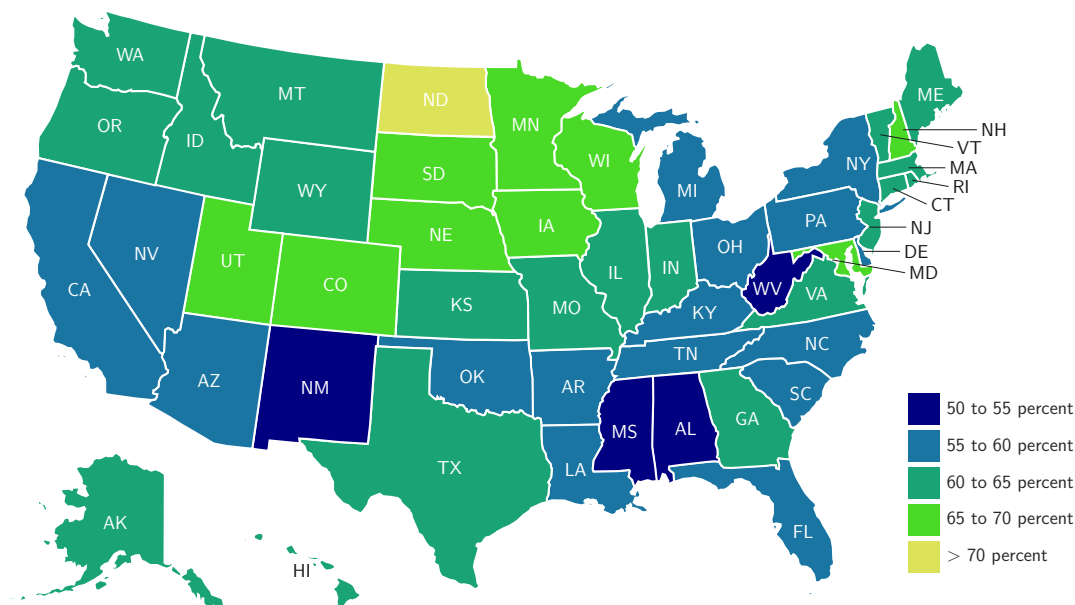 WA
MT
ND
ME
OR
ID
MN
NH
VT
WI
NY
MA
WY
SD
MI
RI
CT
NE
IA
PA
NJ
NV
OH
DE
UT
CO
IL
IN
MD
CA
KS
MO
WV
VA
KY
NC
TN
AZ
NM
OK
AR
SC
MS
AL
GA
TX
LA
FL
AK
HI
50 to 55 percent
55 to 60 percent
60 to 65 percent
65 to 70 percent
> 70 percent